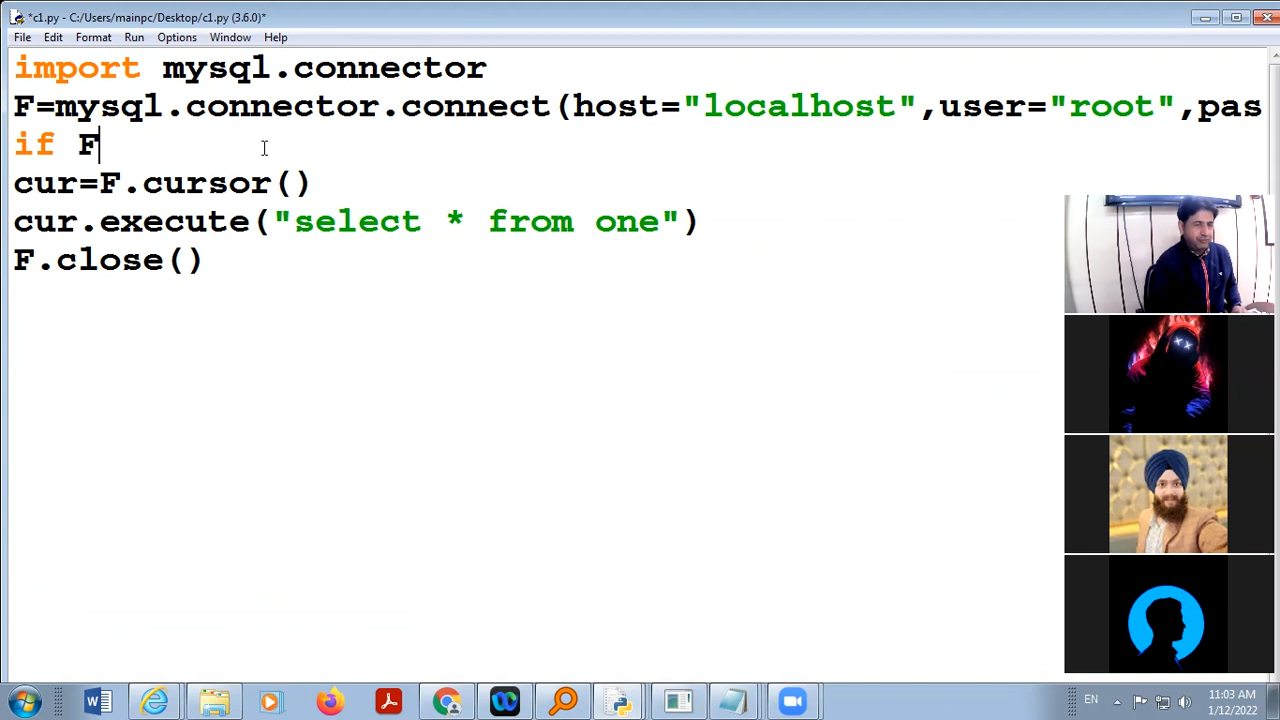 *c1.py - C:/Users/mainpc/Desktop/c1.py (3.6.0)*
File Edit Format Run Options Window Help
import mysql.connector
F=mysql.connector.connect(host="localhost",user="root",pas
if F
cur=F.cursor()
cur.execute("select * from one")
F.close()
EN
11:03 AM
1/12/2022